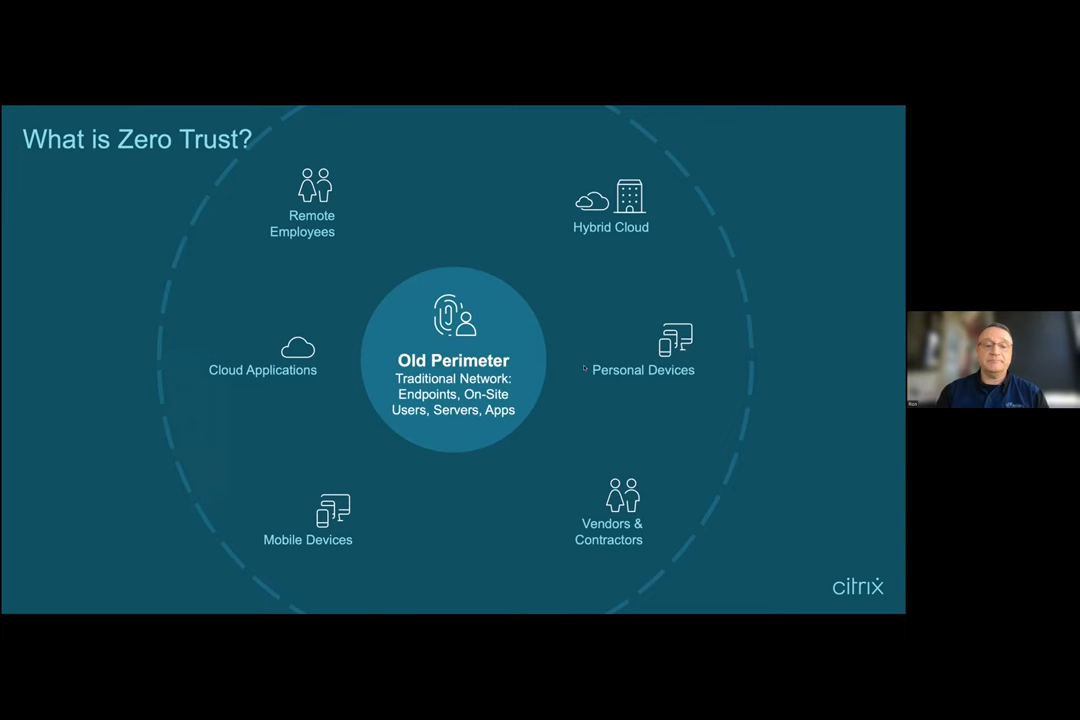 What is Zero Trust?
Remote
Employees
Hybrid Cloud
Cloud Applications
Old Perimeter
Traditional Network:
Endpoints, On-Site
Users, Servers, Apps
Personal Devices
Mobile Devices
Vendors &
Contractors
citrix
Ron